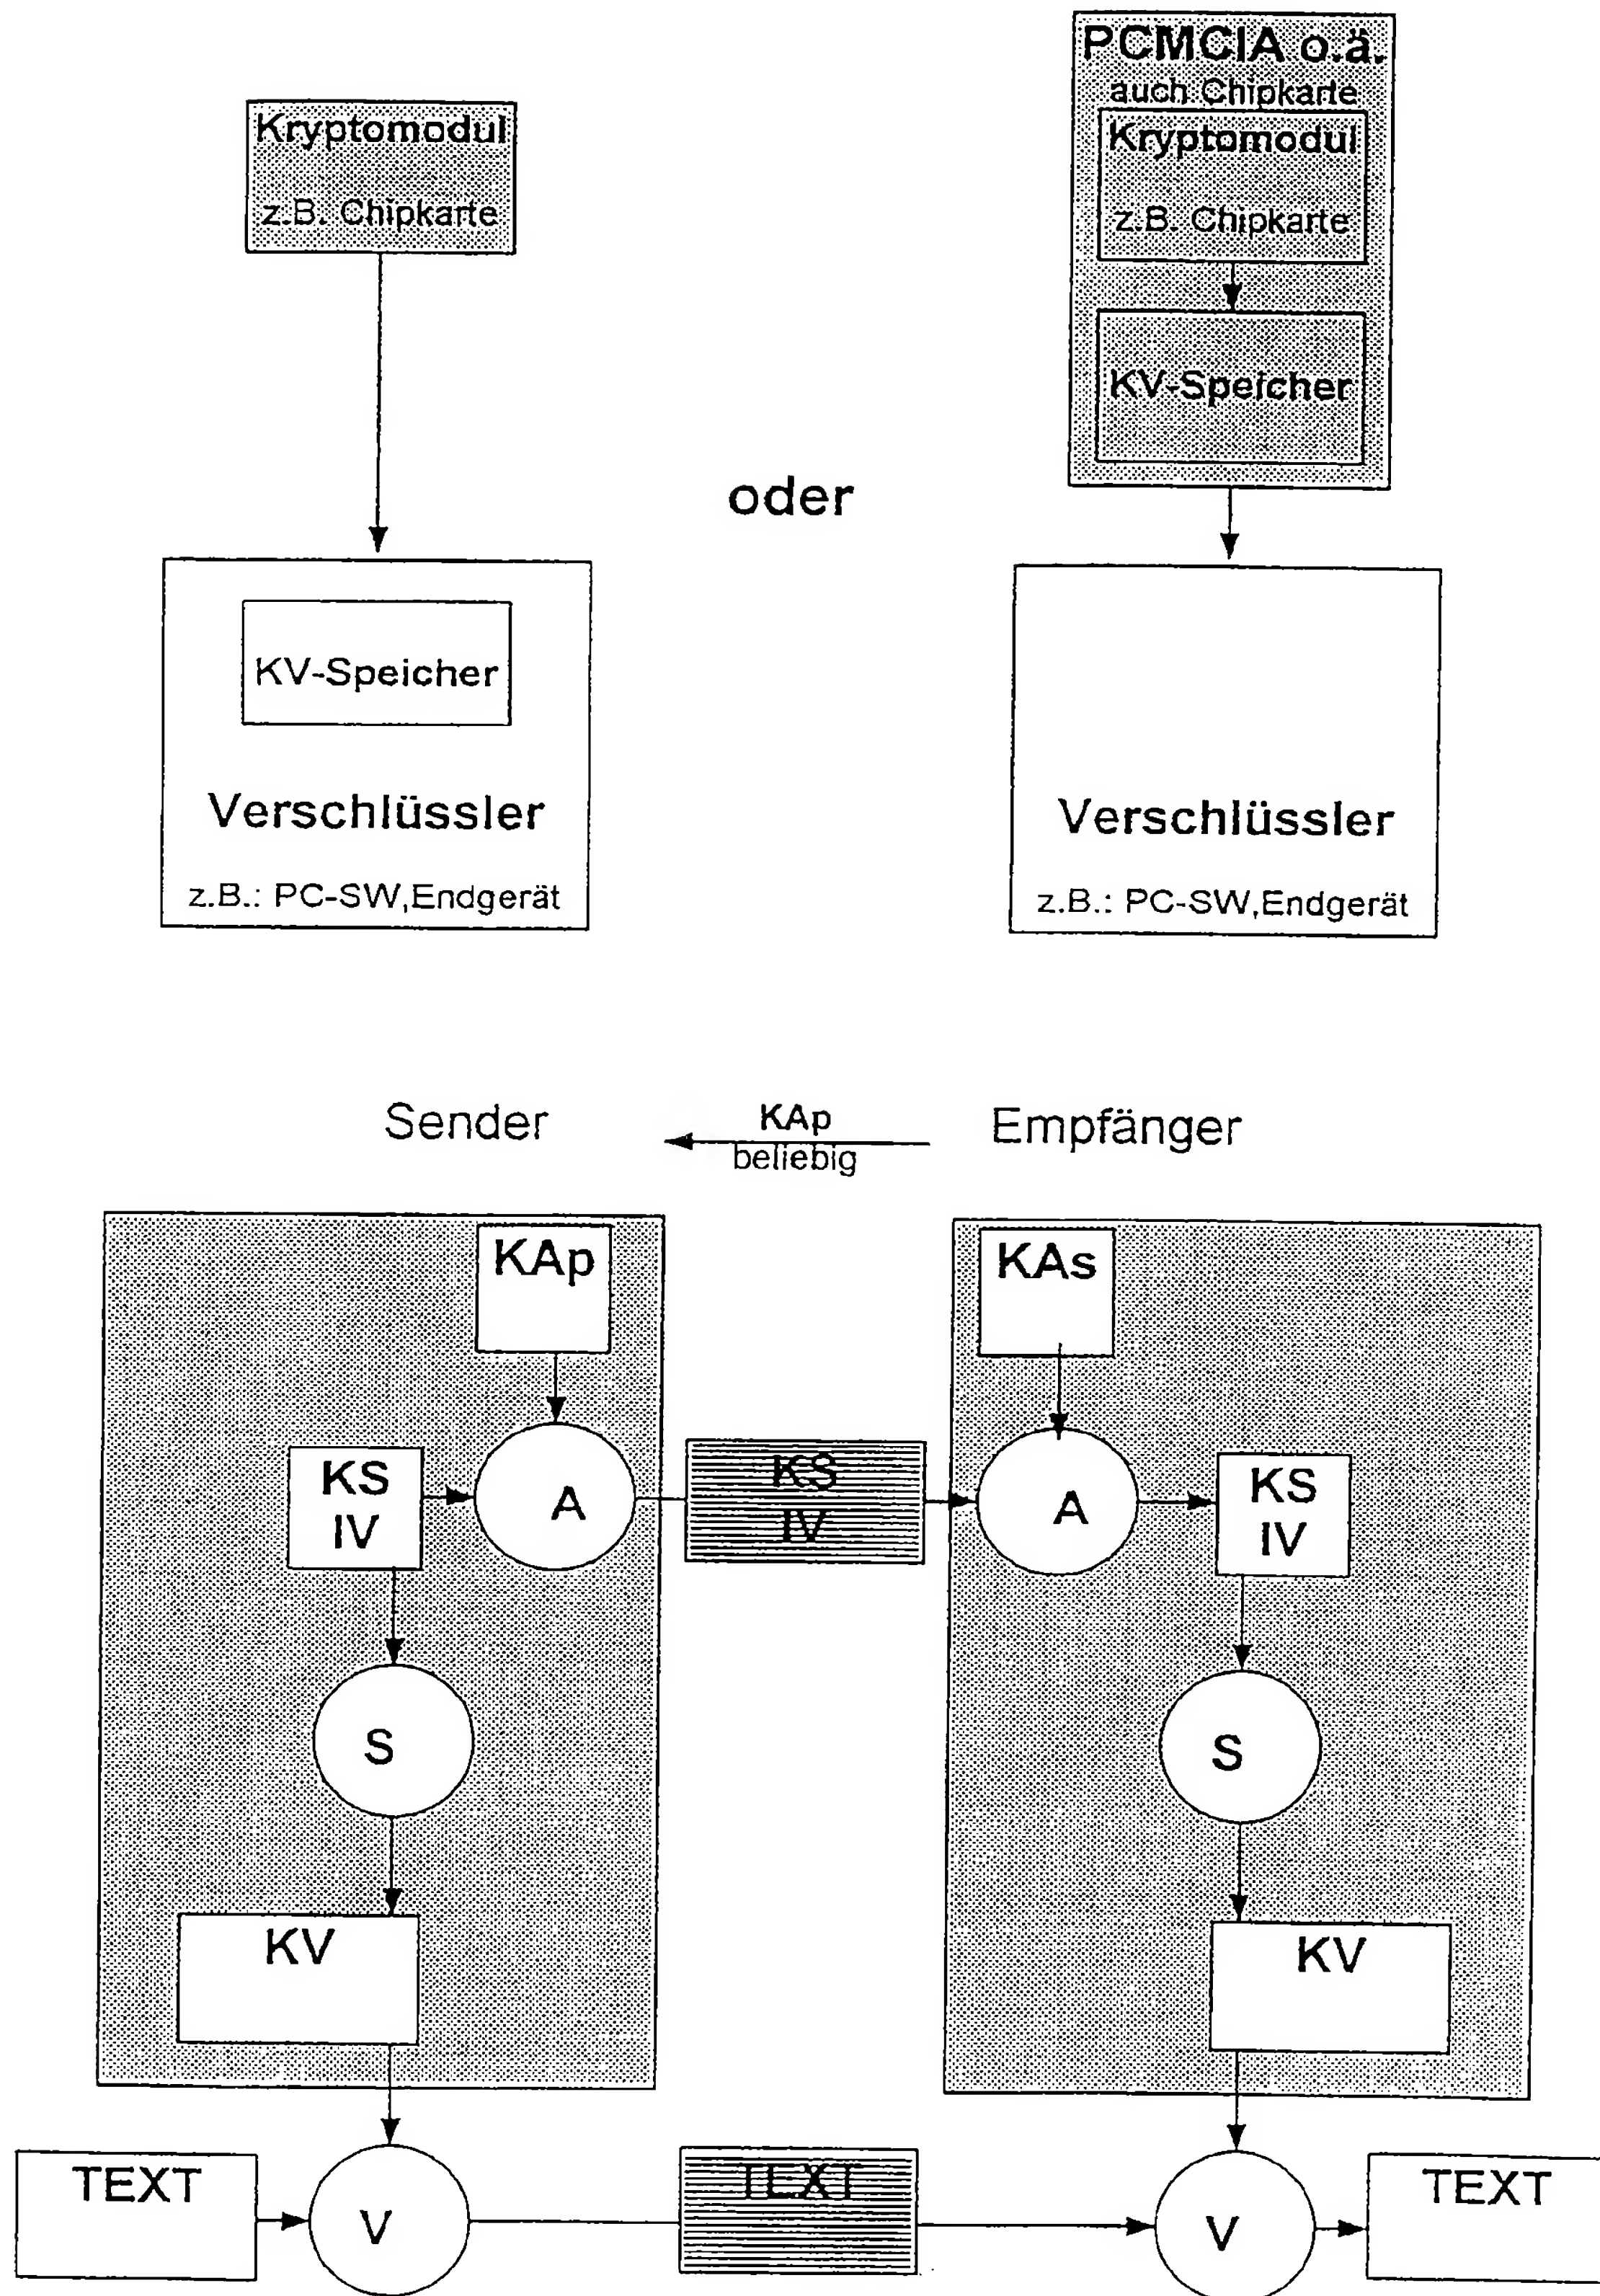 Kryptomodul
z.B. Chipkarte
PCMCIA o.ä.
auch Chipkarte
Kryptomodul
z.B. Chipkarte
KV-Speicher
oder
KV-Speicher
Verschlüssler
z.B.: PC-SW,Endgerät
Verschlüssler
z.B.: PC-SW,Endgerät
Sender
KAp
beliebig
Empfänger
KAp
KAs
KS
IV
A
KS
IV
A
KS
IV
S
S
KV
KV
TEXT
V
TEXT
V
TEXT